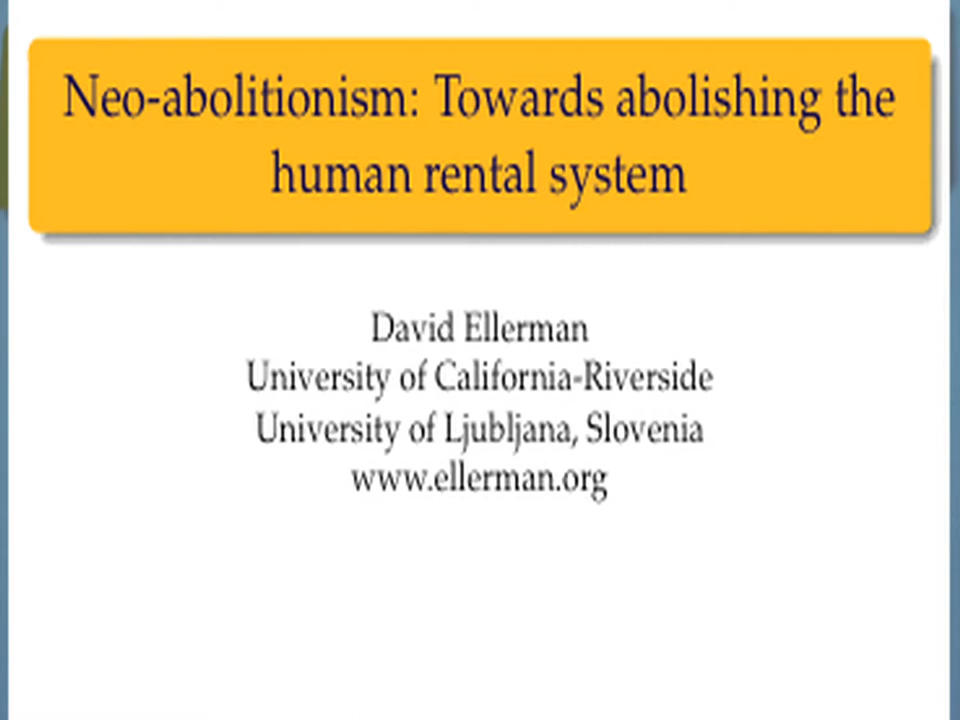 Neo-abolitionism: Towards abolishing the
human rental system
David Ellerman
University of California-Riverside
University of Ljubljana, Slovenia
www.ellerman.org